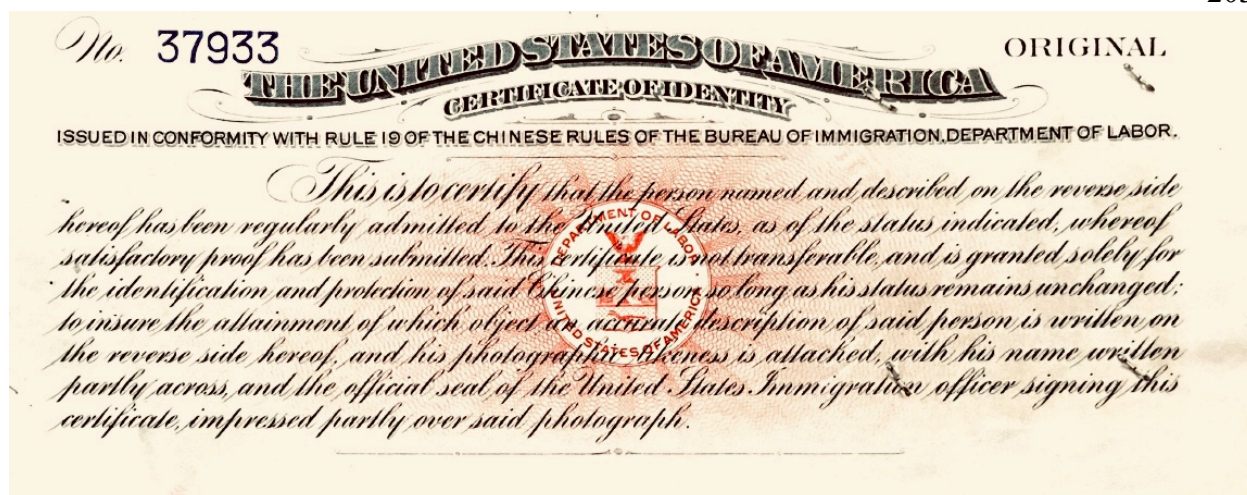 No. 37933
ORIGINAL
THE UNITED STATES OF AMERICA
CERTIFICATE OF IDENTITY
ISSUED IN CONFORMITY WITH RULE 19 OF THE CHINESE RULES OF THE BUREAU OF IMMIGRATION, DEPARTMENT OF LABOR.
This is to certify that the person named and described on the reverse side
hereof has been regularly admitted to the United States, as of the status indicated, whereof
satisfactory proof has been submitted. This certificate is not transferable, and is granted solely for
the identification and protection of said Chinese person so long as his status remains unchanged;
to insure the attainment of which object an accurate description of said person is written on
the reverse side hereof, and his photographic likeness is attached, with his name written
partly across, and the official seal of the United States Immigration officer signing this
certificate, impressed partly over said photograph.
DEPARTMENT OF LABOR
UNITED STATES OF AMERICA